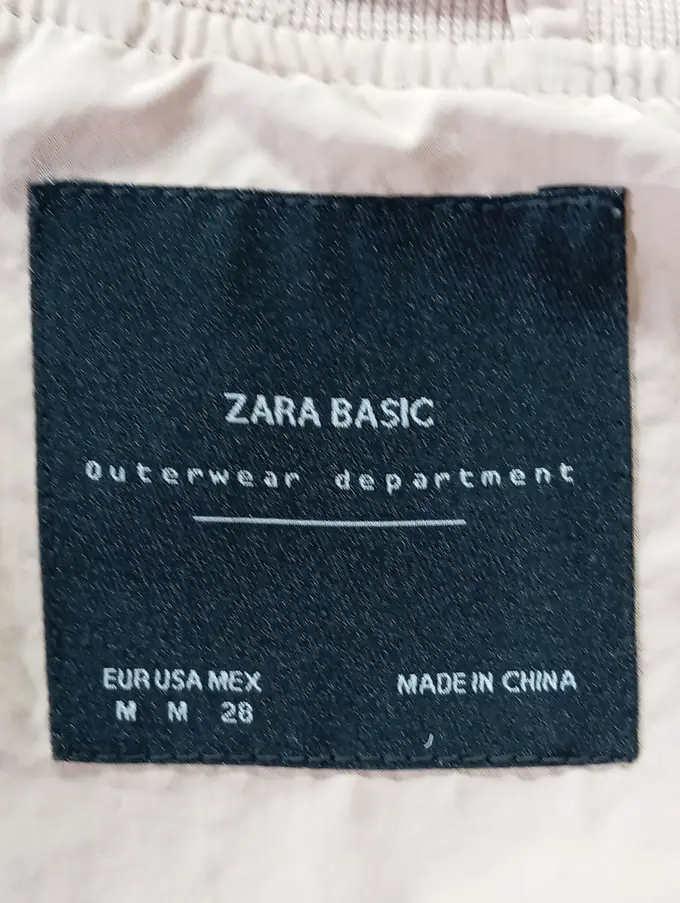 ZARA BASIC
Outerwear department
EUR USA MEX MADE IN CHINA
M M 28